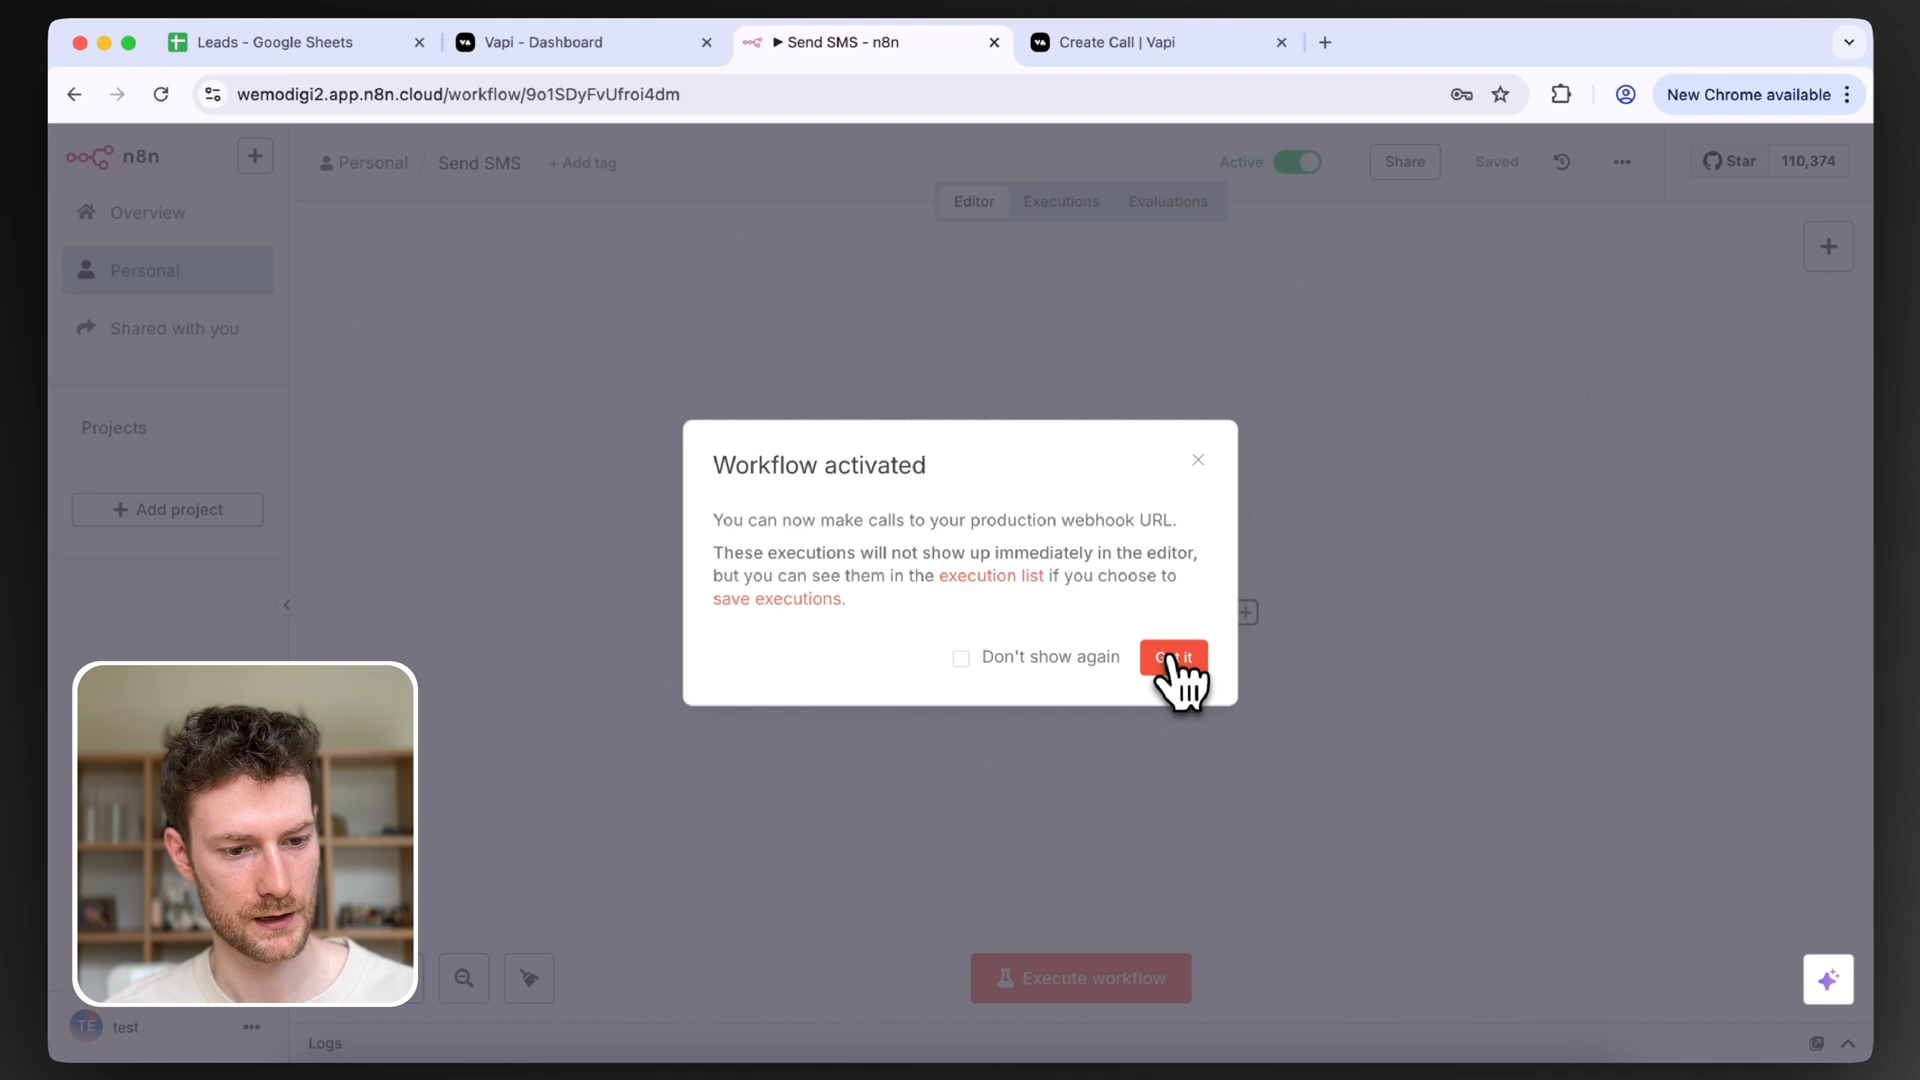 Leads - Google Sheets
Vapi - Dashboard
Send SMS - n8n
Create Call | Vapi
wemodigi2.app.n8n.cloud/workflow/9o1SDyFvUfroi4dm
New Chrome available
n8n
Personal / Send SMS + Add tag
Active
Share
Saved
Star 110,374
Editor
Executions
Evaluations
Overview
Personal
Shared with you
Projects
+ Add project
Workflow activated
You can now make calls to your production webhook URL.
These executions will not show up immediately in the editor,
but you can see them in the execution list if you choose to
save executions.
Don't show again
Execute workflow
TE test
Logs